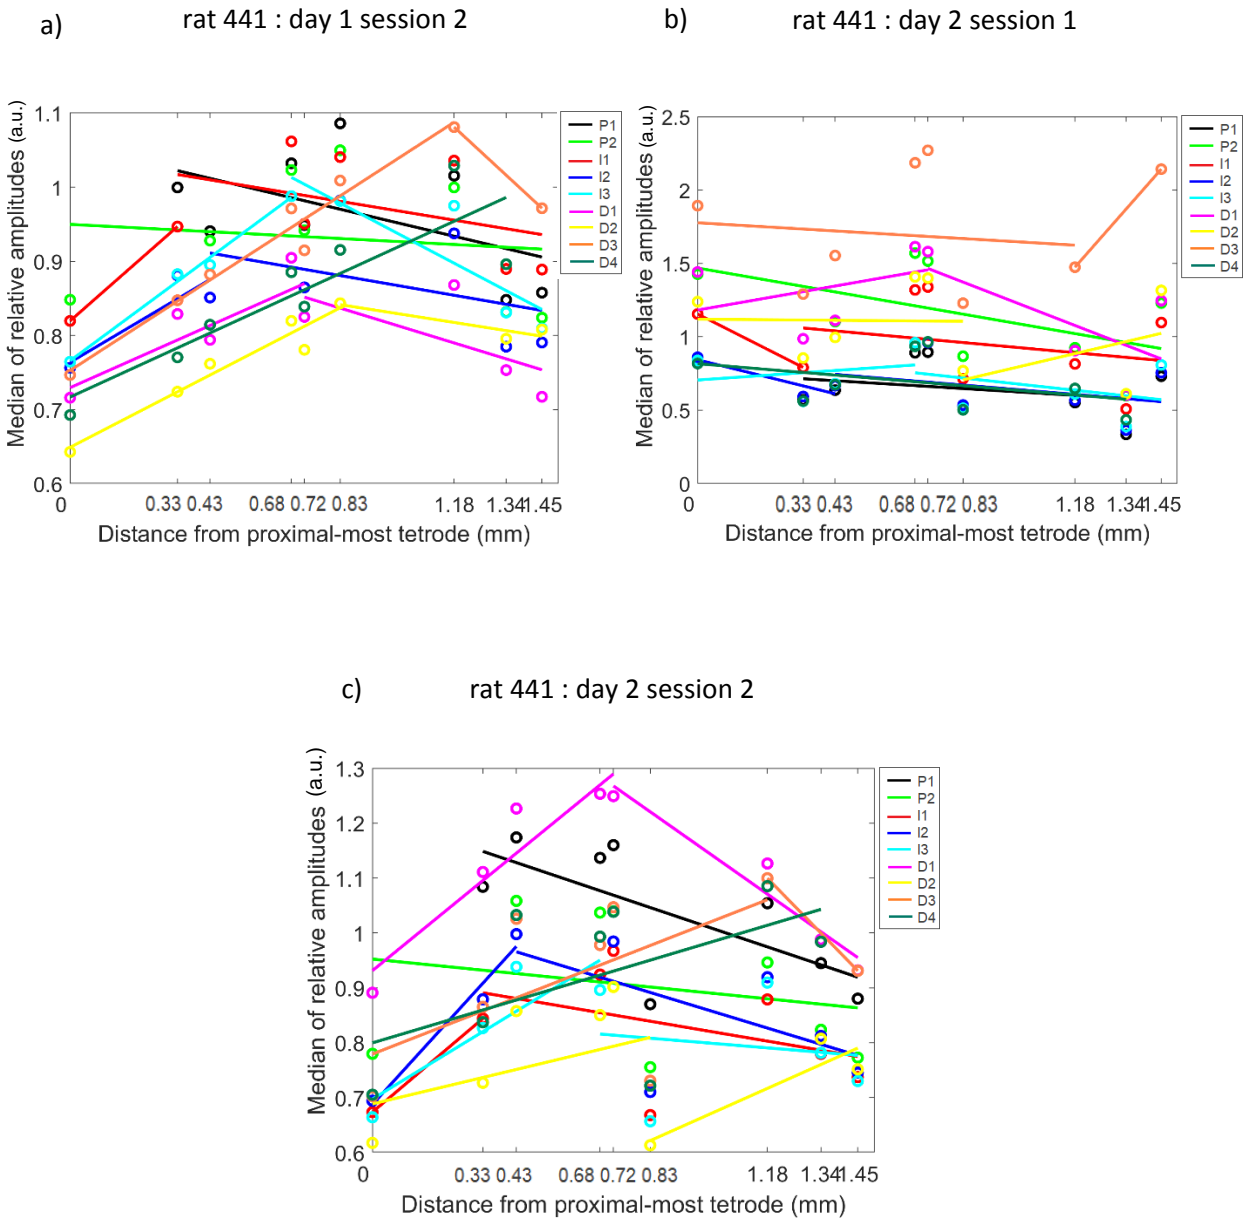 a)
rat 441 : day 1 session 2
Median of relative amplitudes (a.u.)
1.1
1
0.9
0.8
0.7
0.6
0
0.33
0.43
0.68
0.72
0.83
1.18
1.34
1.45
Distance from proximal-most tetrode (mm)
P1
P2
I1
I2
I3
D1
D2
D3
D4
b)
rat 441 : day 2 session 1
Median of relative amplitudes (a.u.)
2.5
2
1.5
1
0.5
0
0
0.33
0.43
0.68
0.72
0.83
1.18
1.34
1.45
Distance from proximal-most tetrode (mm)
P1
P2
I1
I2
I3
D1
D2
D3
D4
c)
rat 441 : day 2 session 2
Median of relative amplitudes (a.u.)
1.3
1.2
1.1
1
0.9
0.8
0.7
0.6
0
0.33
0.43
0.68
0.72
0.83
1.18
1.34
1.45
Distance from proximal-most tetrode (mm)
P1
P2
I1
I2
I3
D1
D2
D3
D4